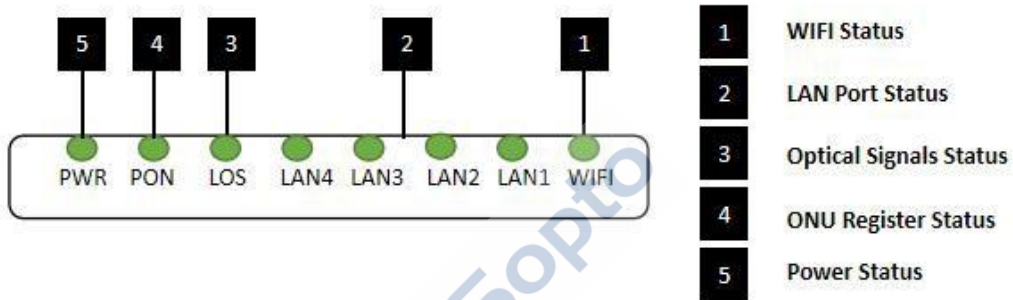 5 4 3 2 1
PWR PON LOS LAN4 LAN3 LAN2 LAN1 WIFI
1 WIFI Status
2 LAN Port Status
3 Optical Signals Status
4 ONU Register Status
5 Power Status